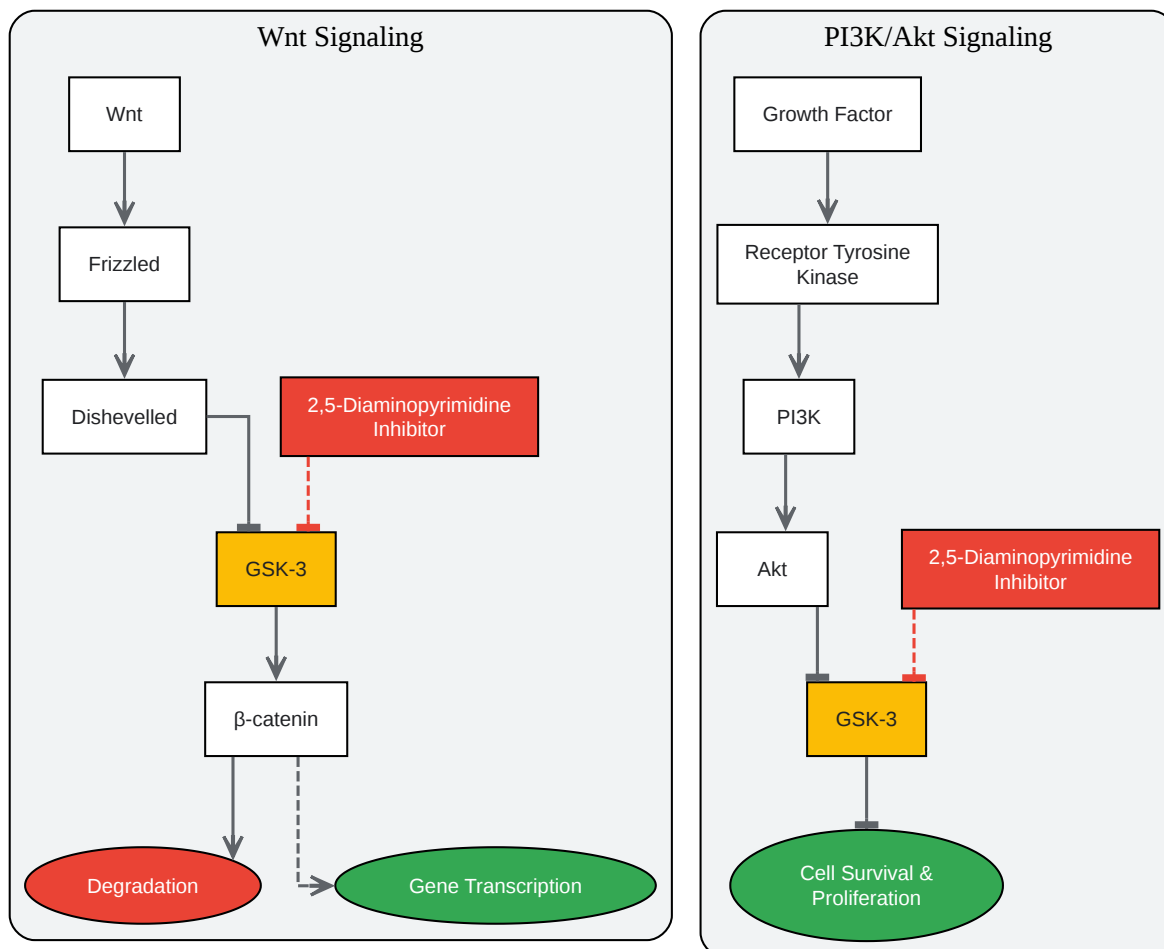 Wnt Signaling
Wnt
Frizzled
Dishevelled
2,5-Diaminopyrimidine
Inhibitor
GSK-3
β-catenin
Degradation
Gene Transcription
PI3K/Akt Signaling
Growth Factor
Receptor Tyrosine
Kinase
PI3K
Akt
2,5-Diaminopyrimidine
Inhibitor
GSK-3
Cell Survival &
Proliferation